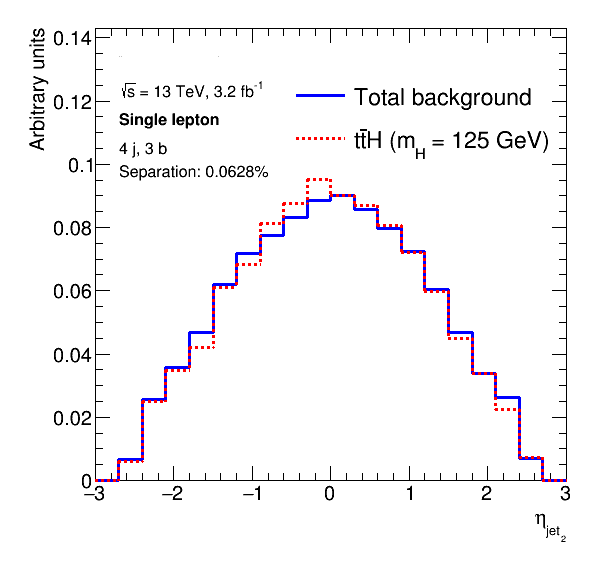 Arbitrary units
0.14
0.12
0.1
0.08
0.06
0.04
0.02
0
√s = 13 TeV, 3.2 fb⁻¹
Single lepton
4 j, 3 b
Separation: 0.0628%
Total background
tt̄H (m_H = 125 GeV)
−3 −2 −1 0 1 2 3
η_jet₂